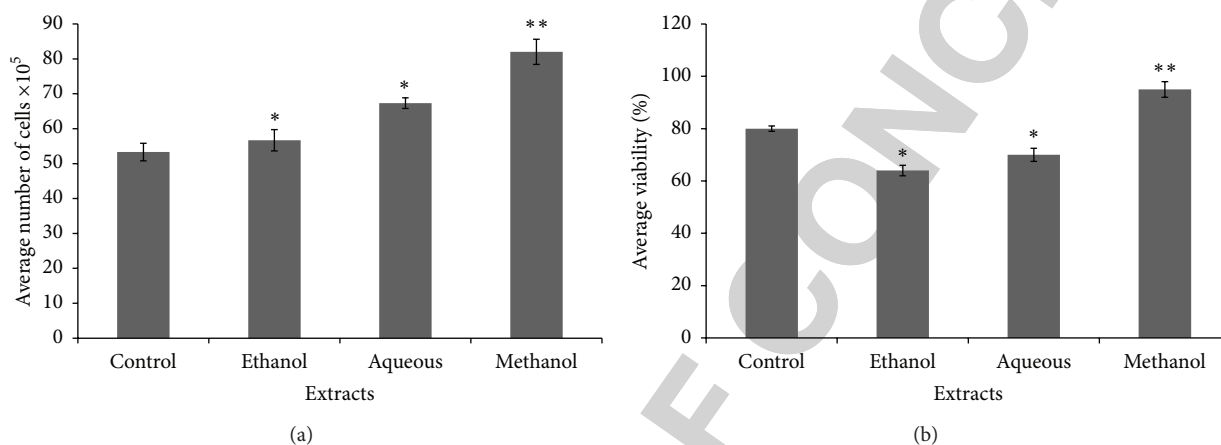 Average number of cells ×10⁵
90
80
70
60
50
40
30
20
10
0
*
*
**
Control Ethanol Aqueous Methanol
Extracts
(a)
Average viability (%)
120
100
80
60
40
20
0
*
*
**
Control Ethanol Aqueous Methanol
Extracts
(b)
F CONC